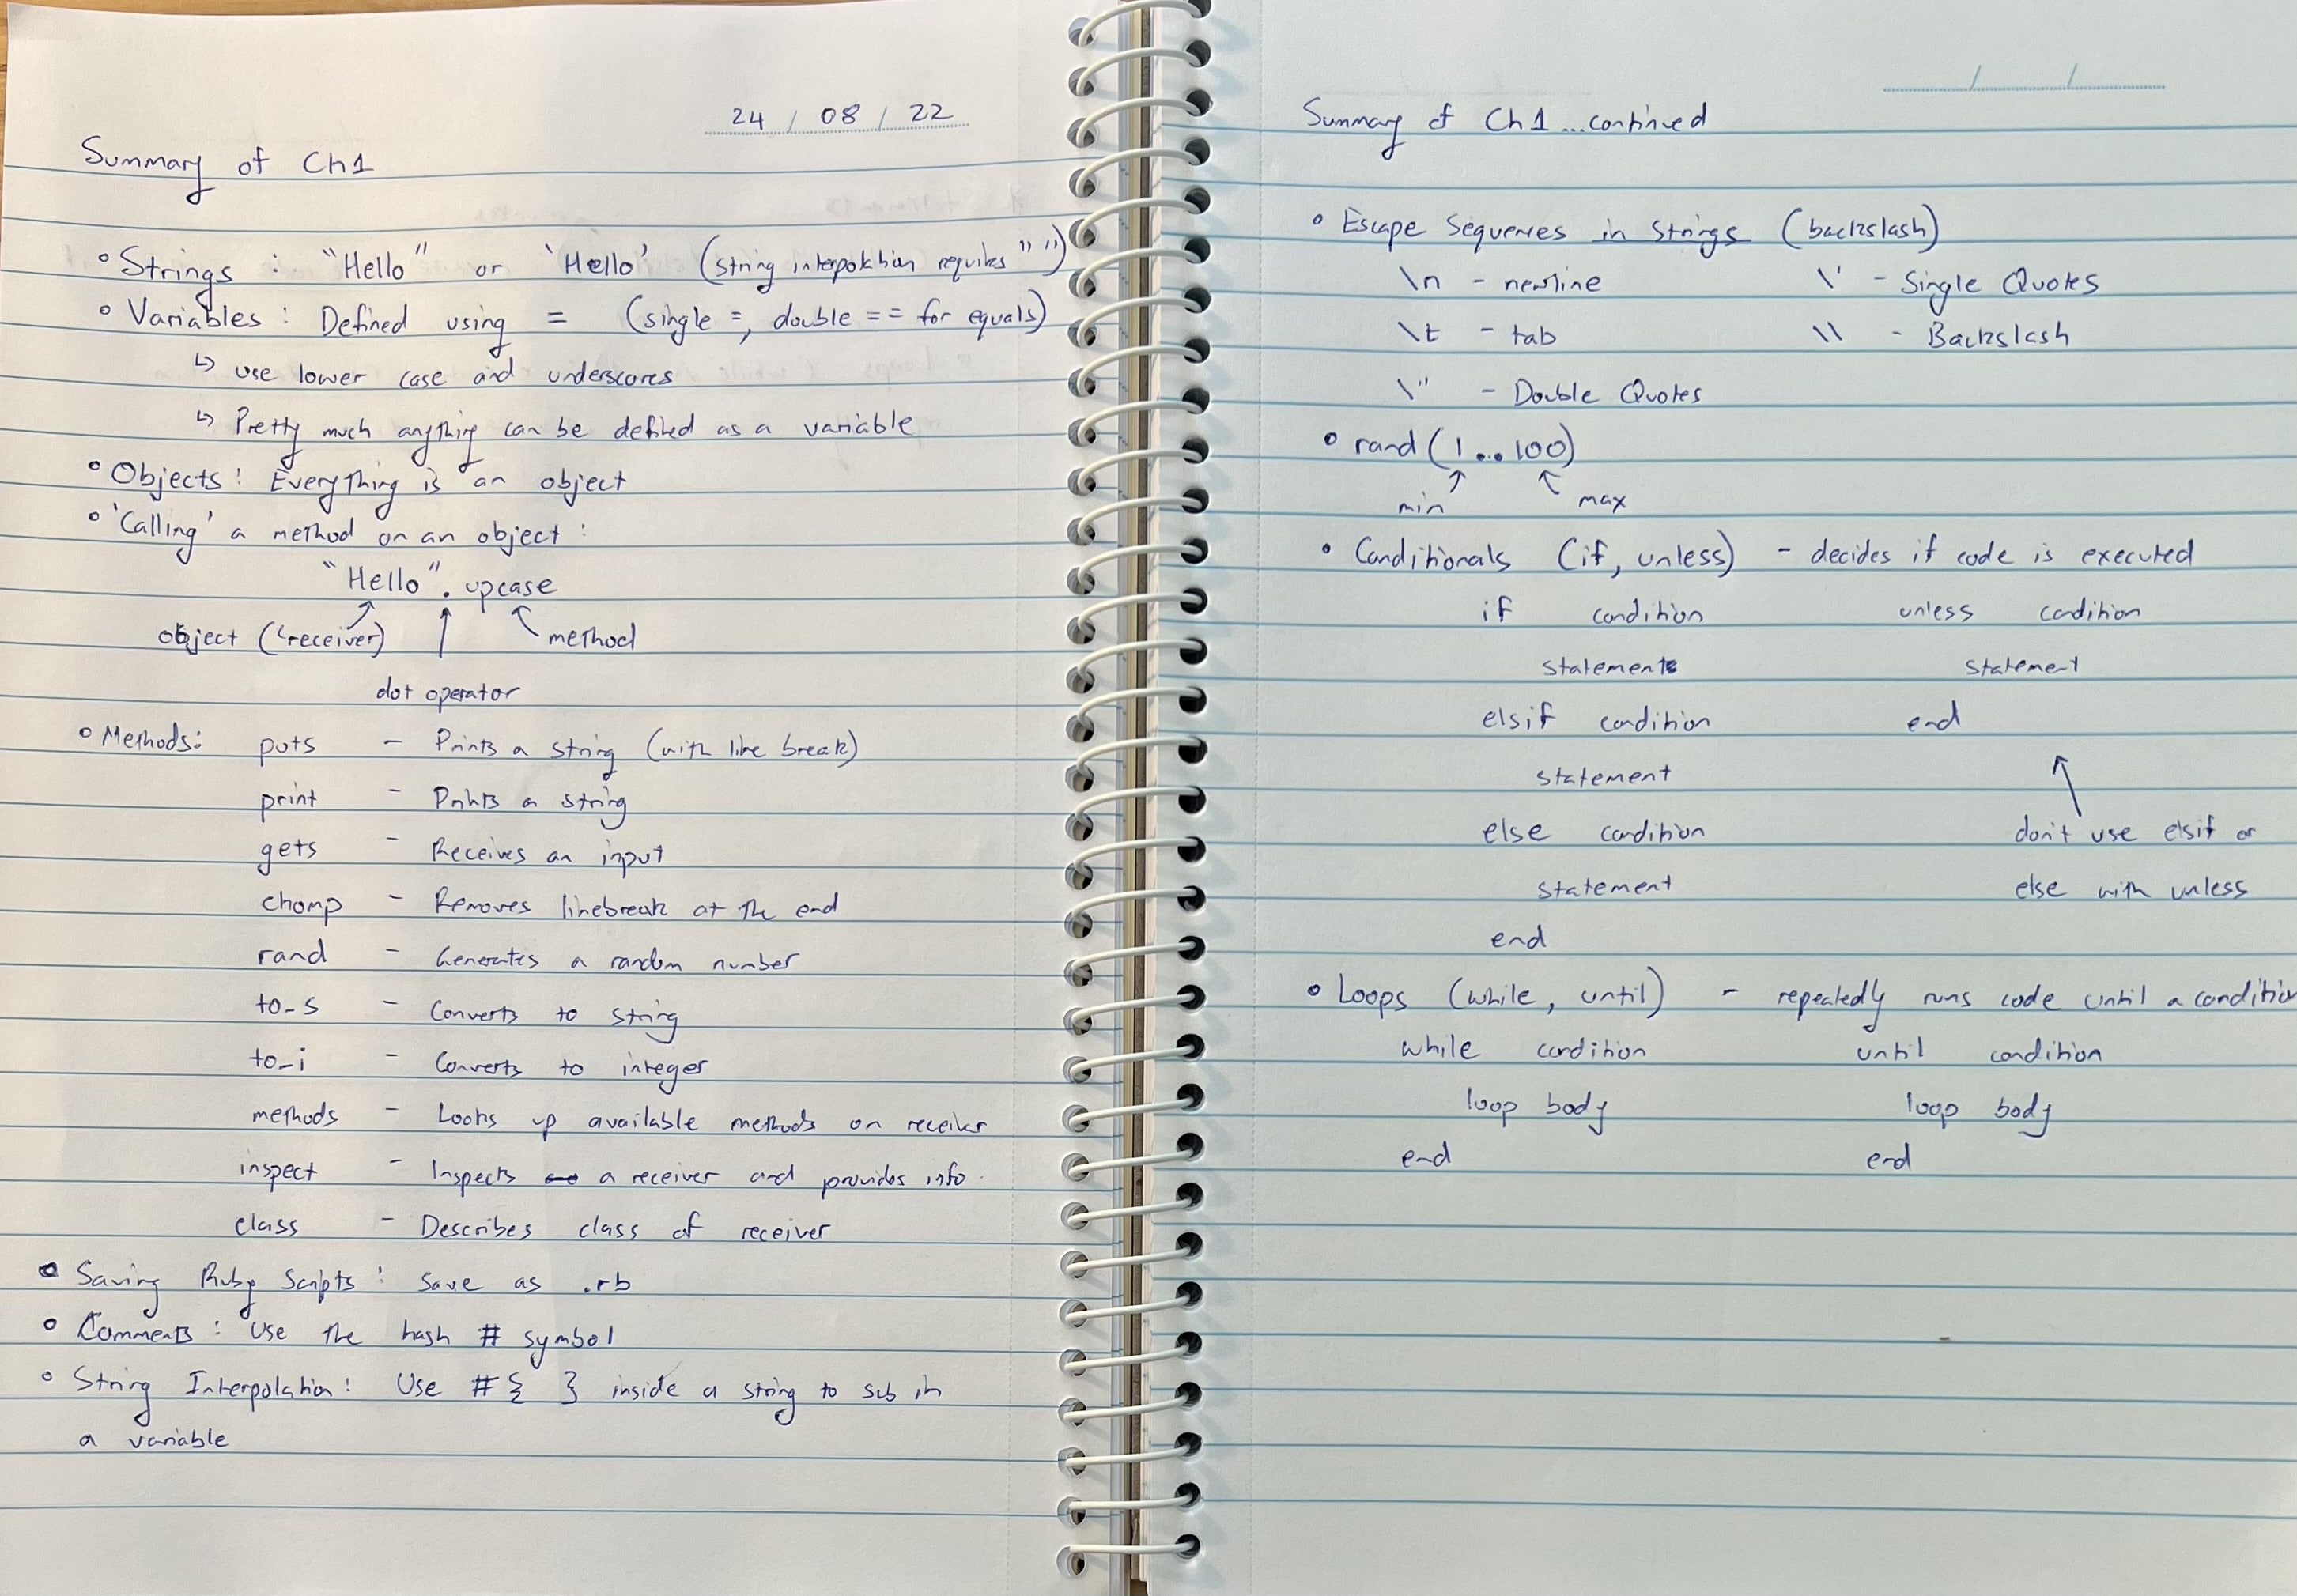 24 / 08 / 22
Summary of Ch1
• Strings : "Hello" or 'Hello' (string interpolation requires " ")
• Variables : Defined using = (single =, double == for equals)
↳ use lower case and underscores
↳ Pretty much anything can be defined as a variable
• Objects : Everything is an object
• 'Calling' a method on an object :
"Hello" . upcase
object ('receiver) method
dot operator
• Methods: puts - Prints a string (with line break)
print - Prints a string
gets - Receives an input
chomp - Removes linebreak at the end
rand - Generates a random number
to_s - Converts to string
to_i - Converts to integer
methods - Looks up available methods on receiver
inspect - Inspects a receiver and provides info.
class - Describes class of receiver
• Saving Ruby Scripts : Save as .rb
• Comments : Use the hash # symbol
• String Interpolation : Use #{ } inside a string to sub in
a variable
/ /
Summary of Ch1 ...continued
• Escape Sequences in Strings (backslash)
\n - newline \' - Single Quotes
\t - tab \\ - Backslash
\" - Double Quotes
• rand (1...100)
min max
• Conditionals (if, unless) - decides if code is executed
if condition unless condition
statements statement
elsif condition end
statement
else condition don't use elsif or
statement else with unless
end
• Loops (while, until) - repeatedly runs code until a condition
while condition until condition
loop body loop body
end end